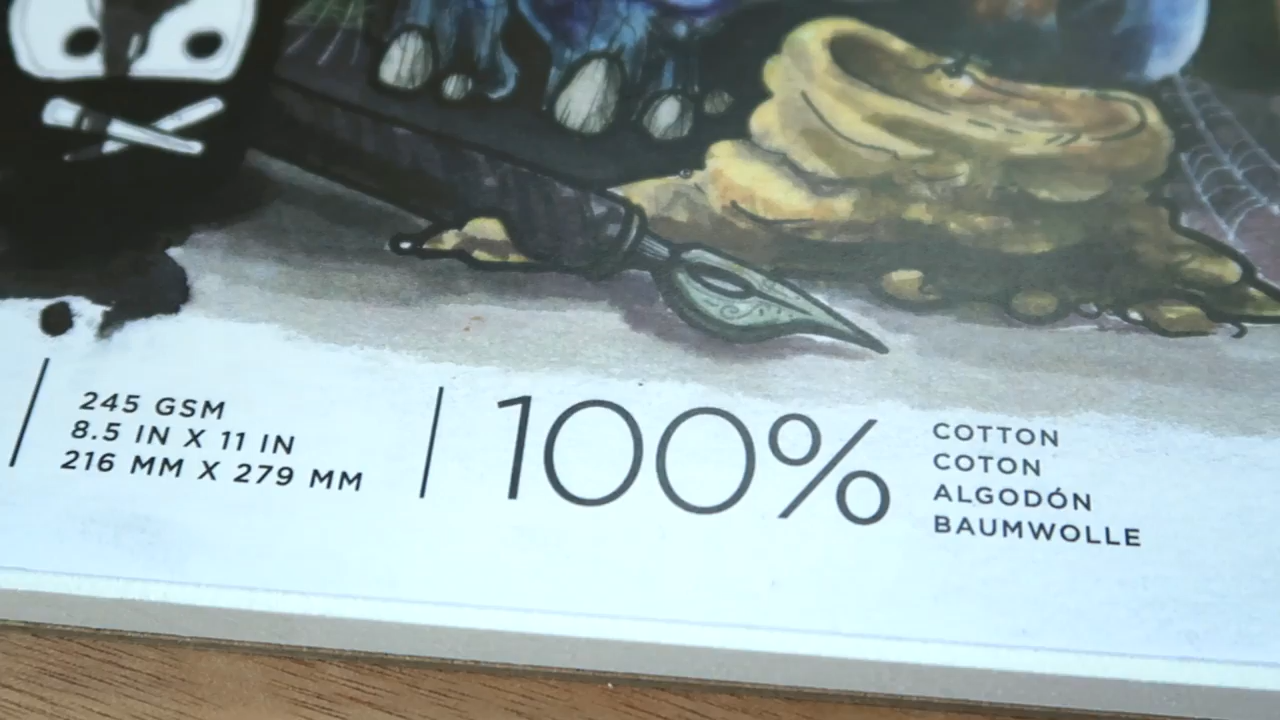 245 GSM
8.5 IN X 11 IN
216 MM X 279 MM
100%
COTTON
COTON
ALGODÓN
BAUMWOLLE